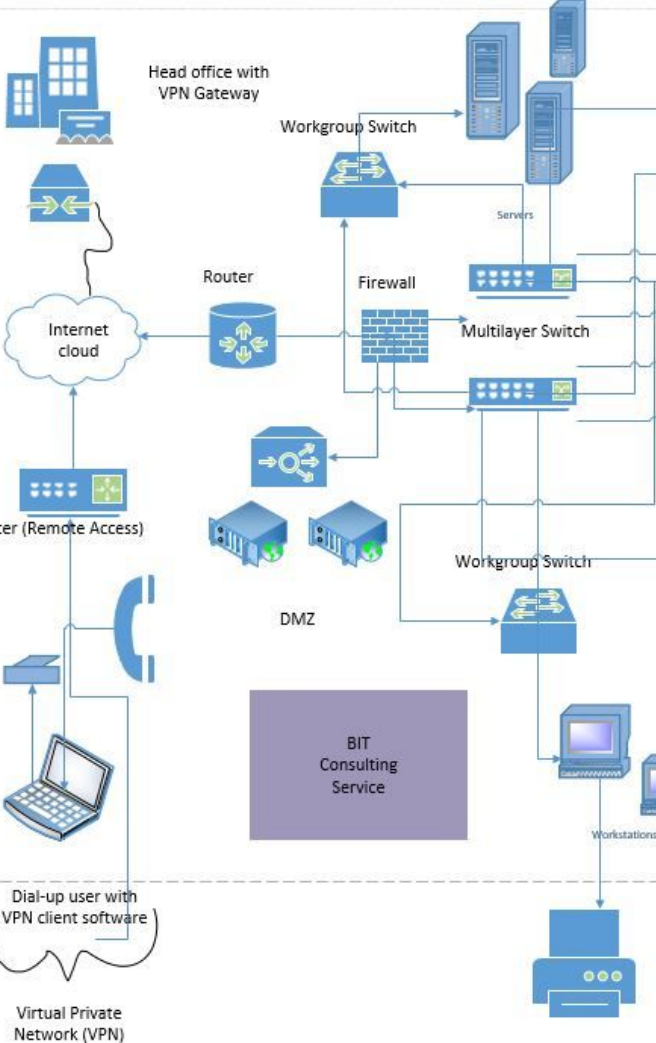 Head office with
VPN Gateway
Workgroup Switch
Servers
Router
Firewall
Internet
cloud
Multilayer Switch
ter (Remote Access)
Workgroup Switch
DMZ
BIT
Consulting
Service
Workstations
Dial-up user with
VPN client software
Virtual Private
Network (VPN)